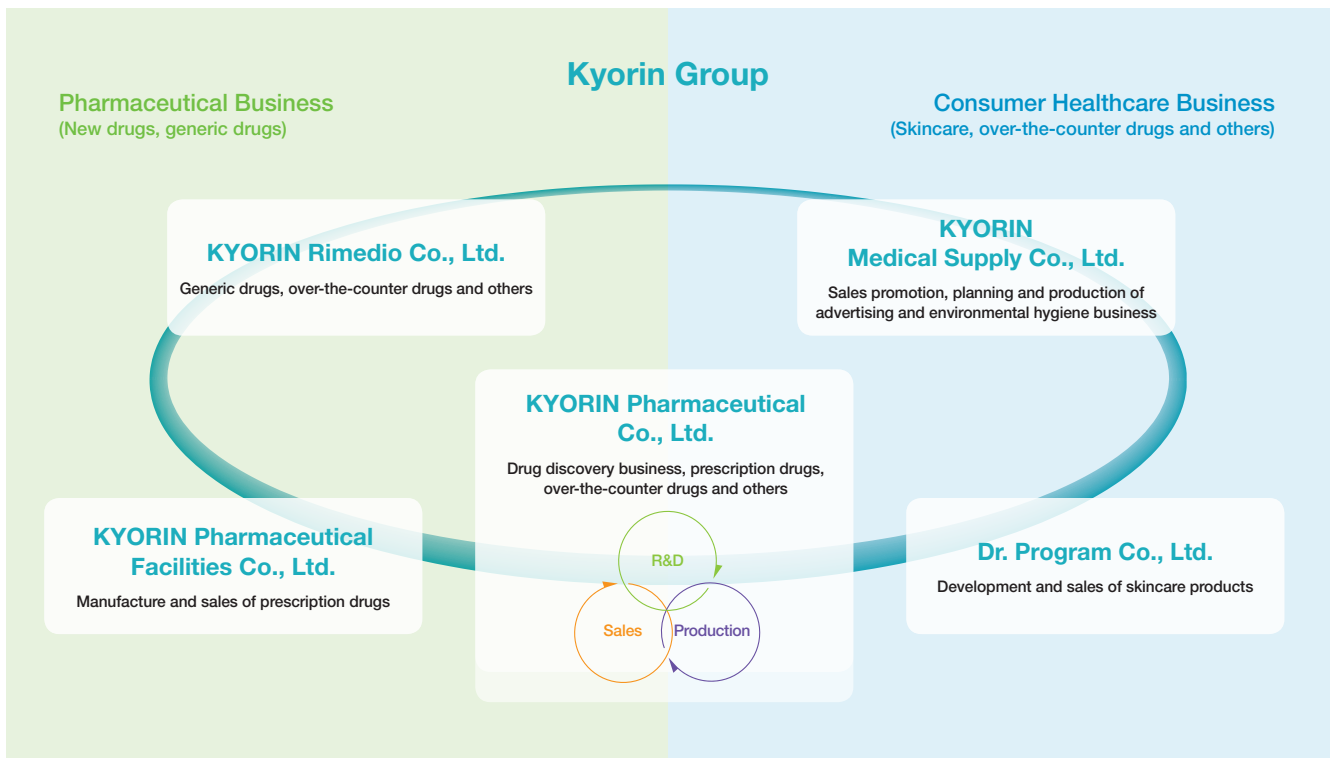 Kyorin Group
Pharmaceutical Business
(New drugs, generic drugs)
Consumer Healthcare Business
(Skincare, over-the-counter drugs and others)
KYORIN Rimedio Co., Ltd.
Generic drugs, over-the-counter drugs and others
KYORIN
Medical Supply Co., Ltd.
Sales promotion, planning and production of
advertising and environmental hygiene business
KYORIN Pharmaceutical
Co., Ltd.
Drug discovery business, prescription drugs,
over-the-counter drugs and others
R&D
Sales
Production
KYORIN Pharmaceutical
Facilities Co., Ltd.
Manufacture and sales of prescription drugs
Dr. Program Co., Ltd.
Development and sales of skincare products